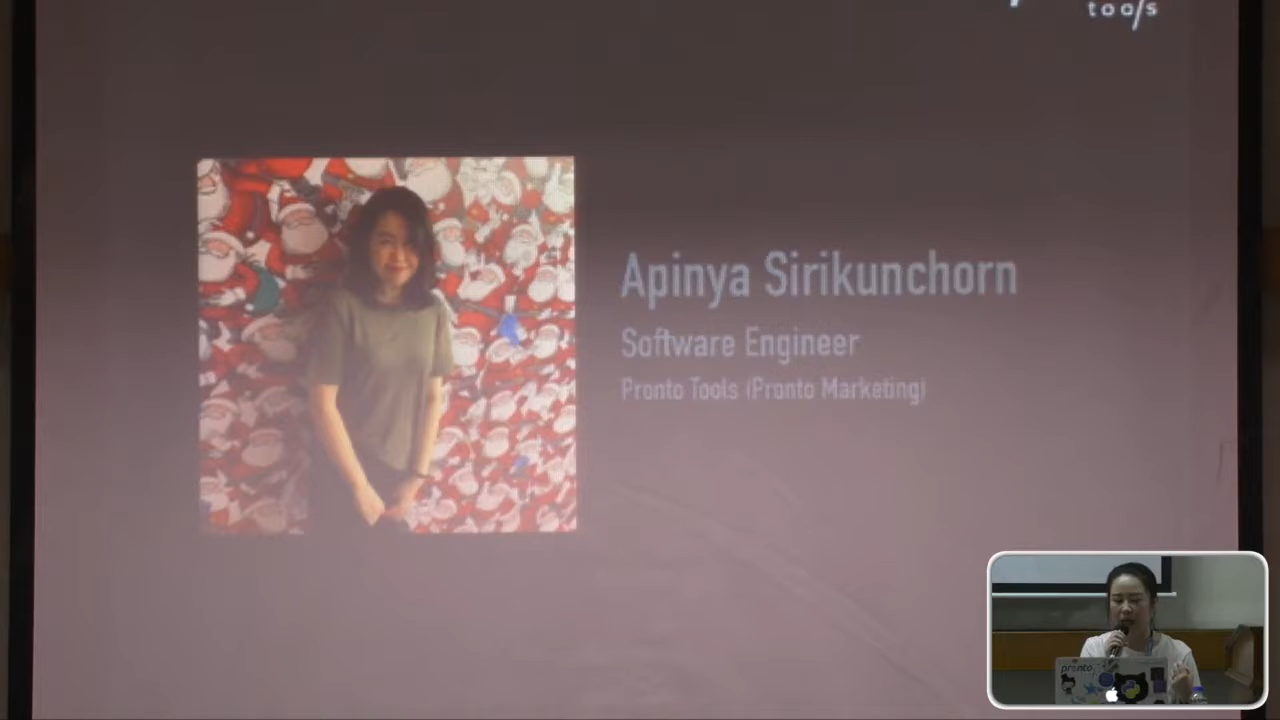 tools
Apinya Sirikunchorn
Software Engineer
Pronto Tools (Pronto Marketing)
pronto